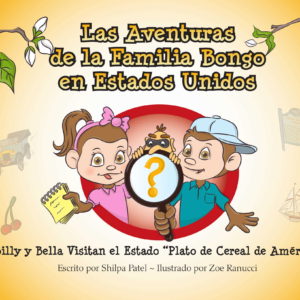 Las Aventuras
de la Familia Bongo
en Estados Unidos
?
Billy y Bella Visitan el Estado “Plato de Cereal de Amér
Escrito por Shilpa Patel ~ Ilustrado por Zoe Ranucci